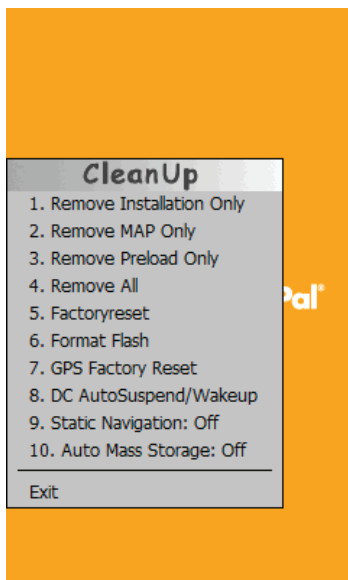 CleanUp
1. Remove Installation Only
2. Remove MAP Only
3. Remove Preload Only
4. Remove All
5. Factoryreset
6. Format Flash
Pal®
7. GPS Factory Reset
8. DC AutoSuspend/Wakeup
9. Static Navigation: Off
10. Auto Mass Storage: Off
Exit